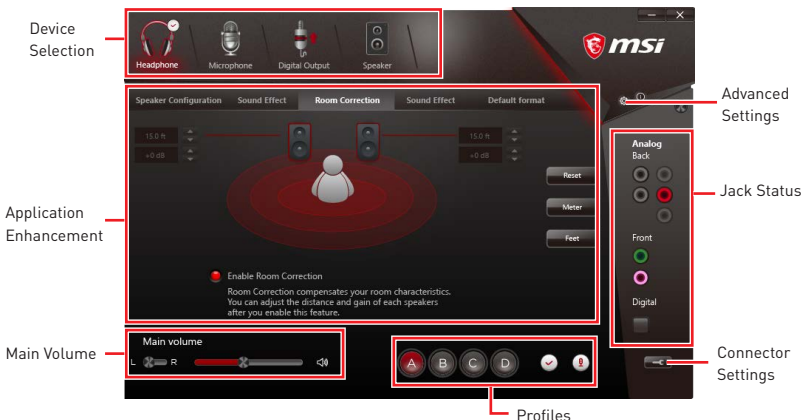 Device
Selection
Headphone
Microphone
Digital Output
Speaker
msi
Advanced
Settings
Speaker Configuration
Sound Effect
Room Correction
Sound Effect
Default format
15.0 ft
+0 dB
15.0 ft
+0 dB
Reset
Meter
Feet
Application
Enhancement
Enable Room Correction
Room Correction compensates your room characteristics.
You can adjust the distance and gain of each speakers
after you enable this feature.
Analog
Back
Front
Digital
Jack Status
Main Volume
Main volume
L
R
A
B
C
D
Profiles
Connector
Settings